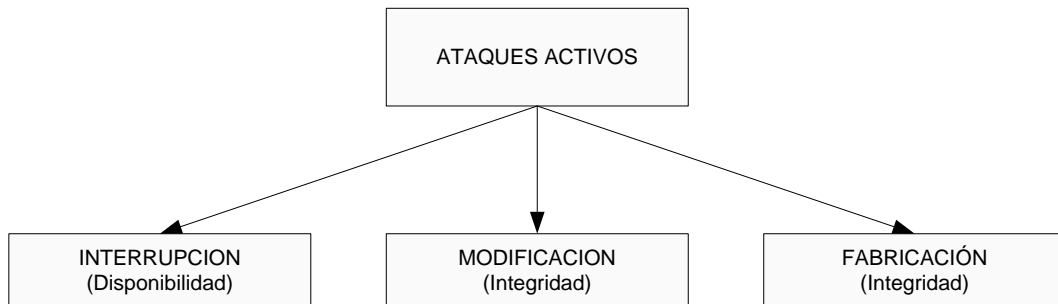 ATAQUES ACTIVOS
INTERRUPCION
(Disponibilidad)
MODIFICACION
(Integridad)
FABRICACIÓN
(Integridad)